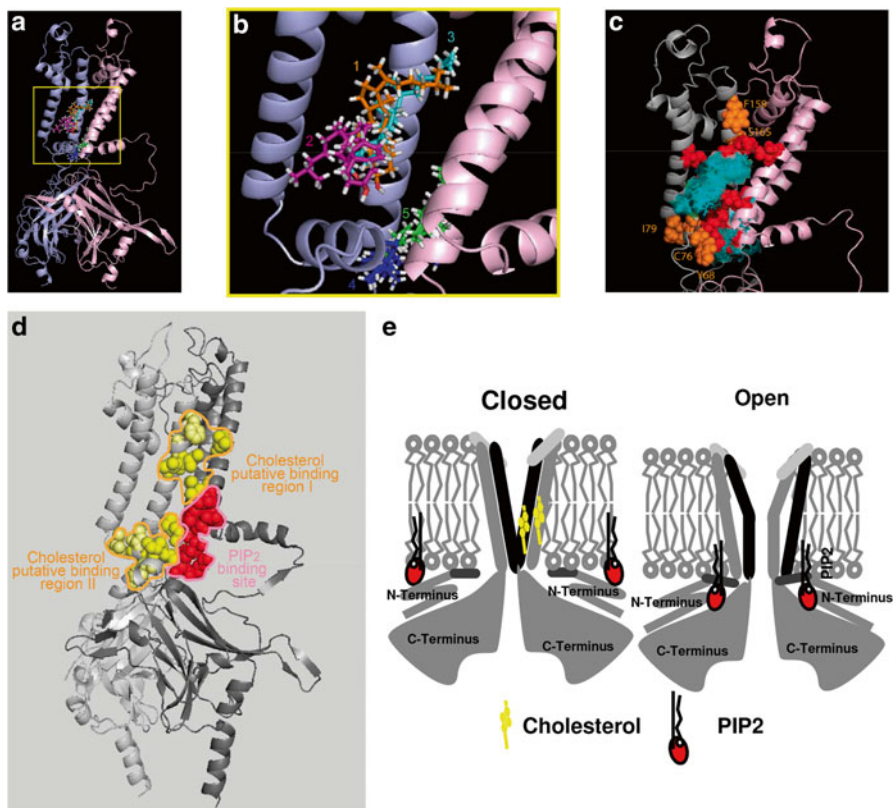 a
b
3
1
2
5
4
c
F159
S165
I79
C76
Y68
d
Cholesterol
putative binding
region I
Cholesterol
putative binding
region II
PIP2
binding
site
e
Closed
Open
N-Terminus
N-Terminus
C-Terminus
C-Terminus
PIP2
N-Terminus
N-Terminus
C-Terminus
C-Terminus
Cholesterol
PIP2